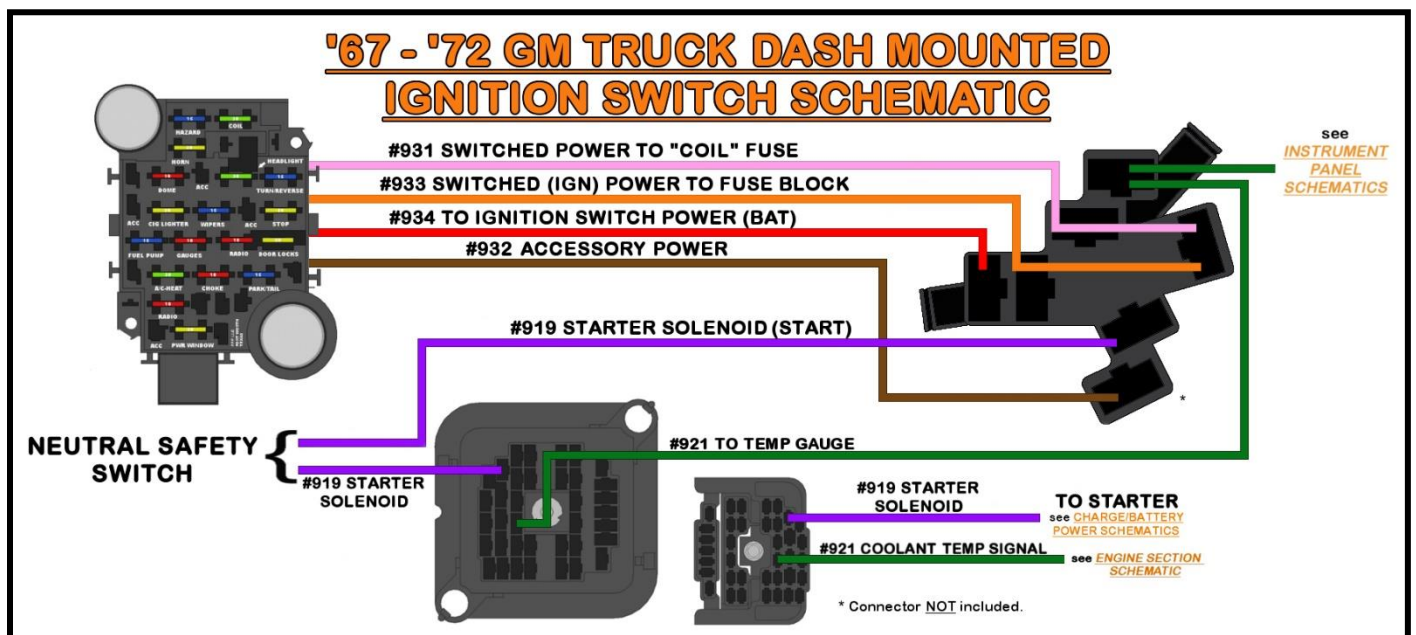 '67 - '72 GM TRUCK DASH MOUNTED
IGNITION SWITCH SCHEMATIC
HAZARD
COIL
HORN
HEADLIGHT
DOME
ACC
TURN/REVERSE
ACC
CIG LIGHTER
WIPERS
ACC
STOP
FUEL PUMP
GAUGES
RADIO
DOOR LOCKS
A/C-HEAT
CHOKE
PARK/TAIL
RADIO
ACC
PWR WINDOW
#931 SWITCHED POWER TO "COIL" FUSE
#933 SWITCHED (IGN) POWER TO FUSE BLOCK
#934 TO IGNITION SWITCH POWER (BAT)
#932 ACCESSORY POWER
#919 STARTER SOLENOID (START)
see
INSTRUMENT
PANEL
SCHEMATICS
*
NEUTRAL SAFETY
SWITCH
{
#919 STARTER
SOLENOID
#921 TO TEMP GAUGE
#919 STARTER
SOLENOID
TO STARTER
see CHARGE/BATTERY
POWER SCHEMATICS
#921 COOLANT TEMP SIGNAL
see ENGINE SECTION
SCHEMATIC
* Connector NOT included.